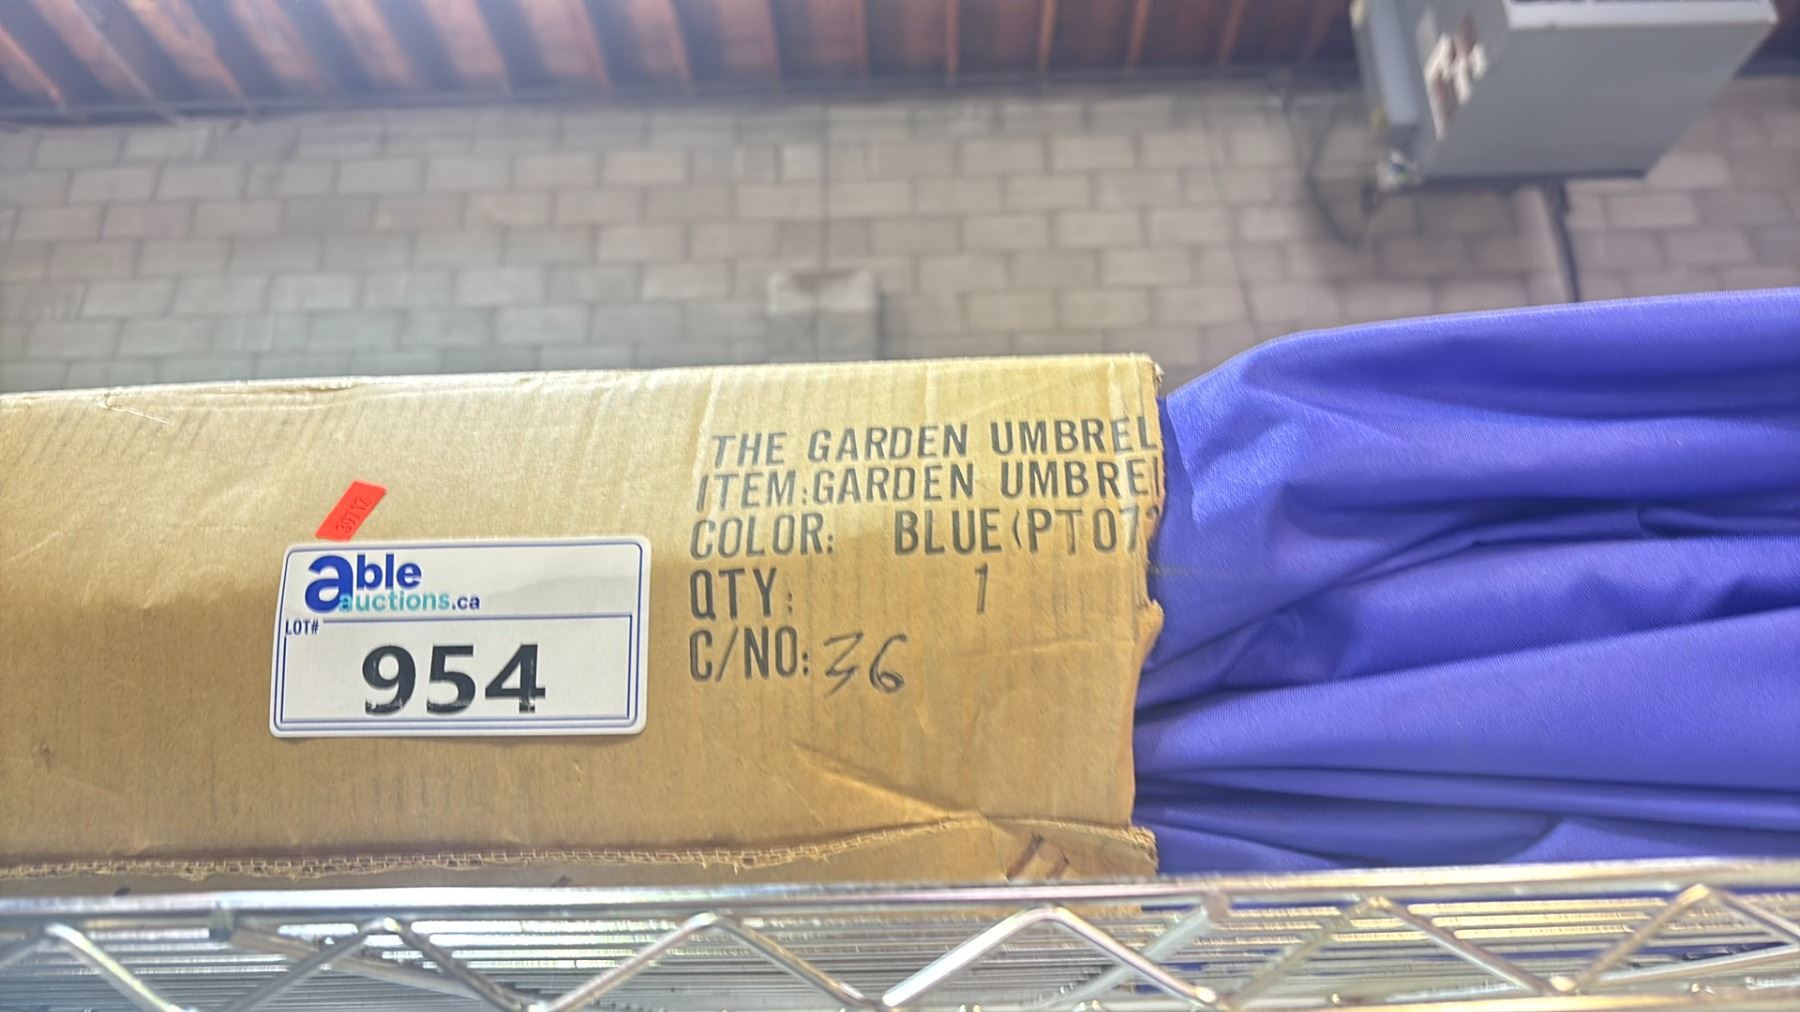 THE GARDEN UMBREL
ITEM:GARDEN UMBREL
COLOR: BLUE(PT07
QTY: 1
C/NO: 36
able
auctions.ca
LOT#
954